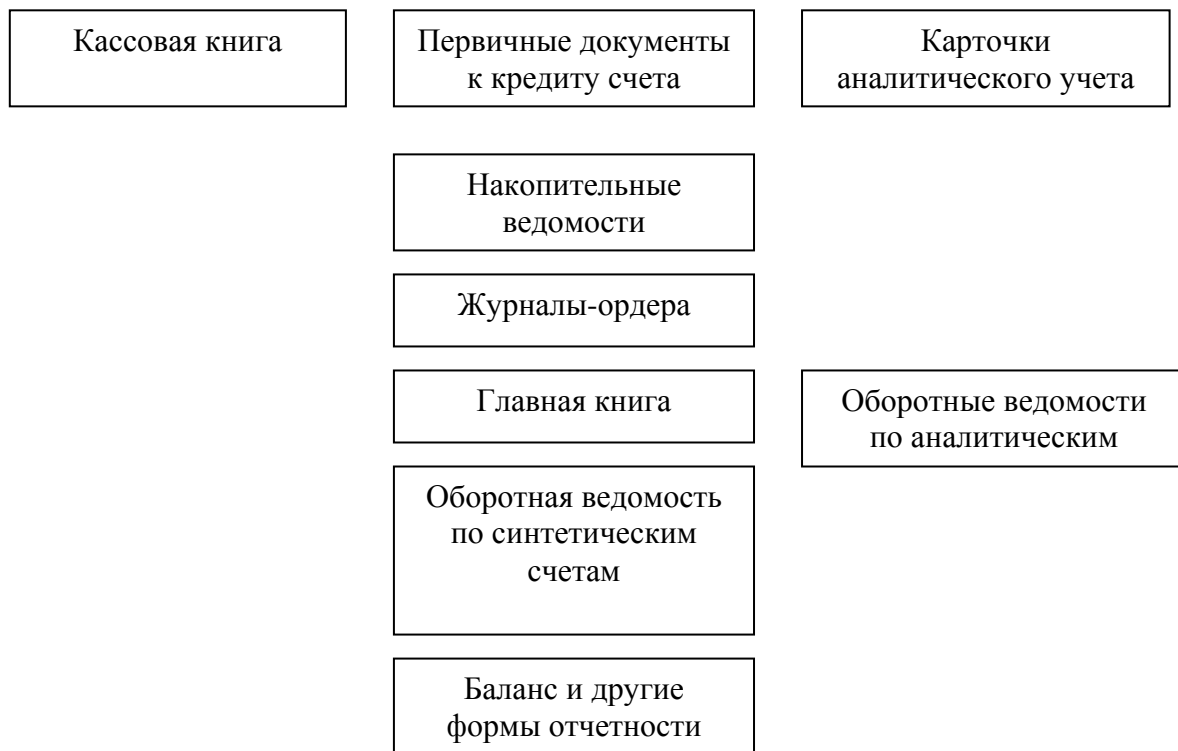 Кассовая книга
Первичные документы
к кредиту счета
Карточки
аналитического учета
Накопительные
ведомости
Журналы-ордера
Главная книга
Оборотные ведомости
по аналитическим
Оборотная ведомость
по синтетическим
счетам
Баланс и другие
формы отчетности